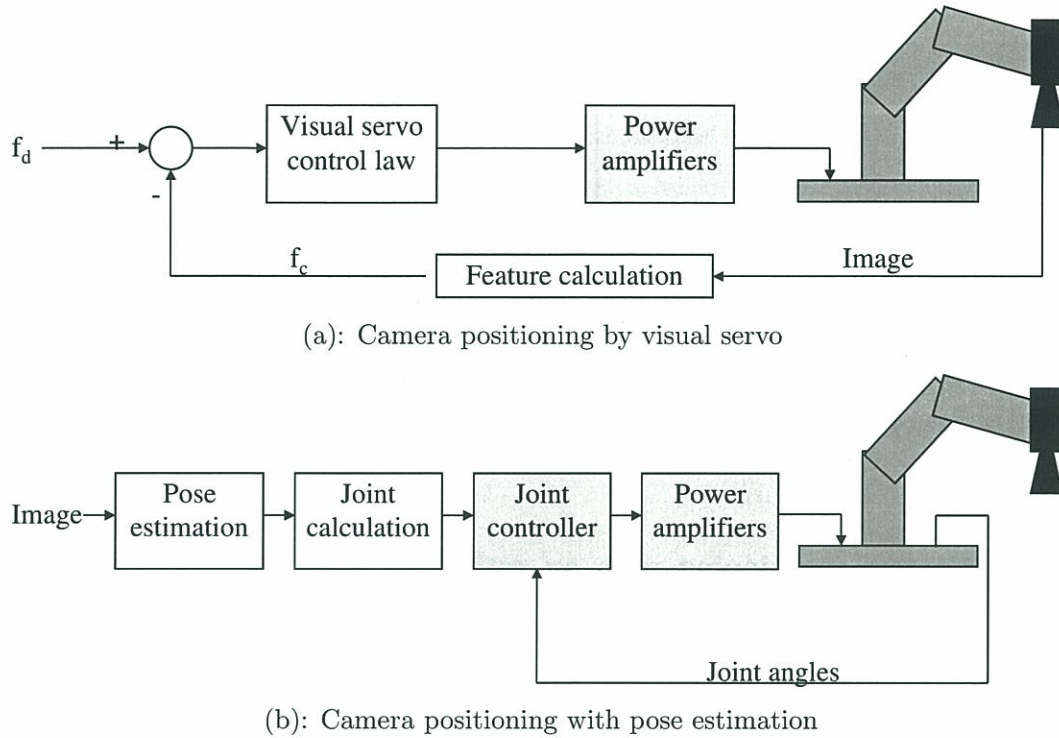 f_d
+
-
Visual servo
control law
Power
amplifiers
f_c
Feature calculation
Image
(a): Camera positioning by visual servo
Image
Pose
estimation
Joint
calculation
Joint
controller
Power
amplifiers
Joint angles
(b): Camera positioning with pose estimation